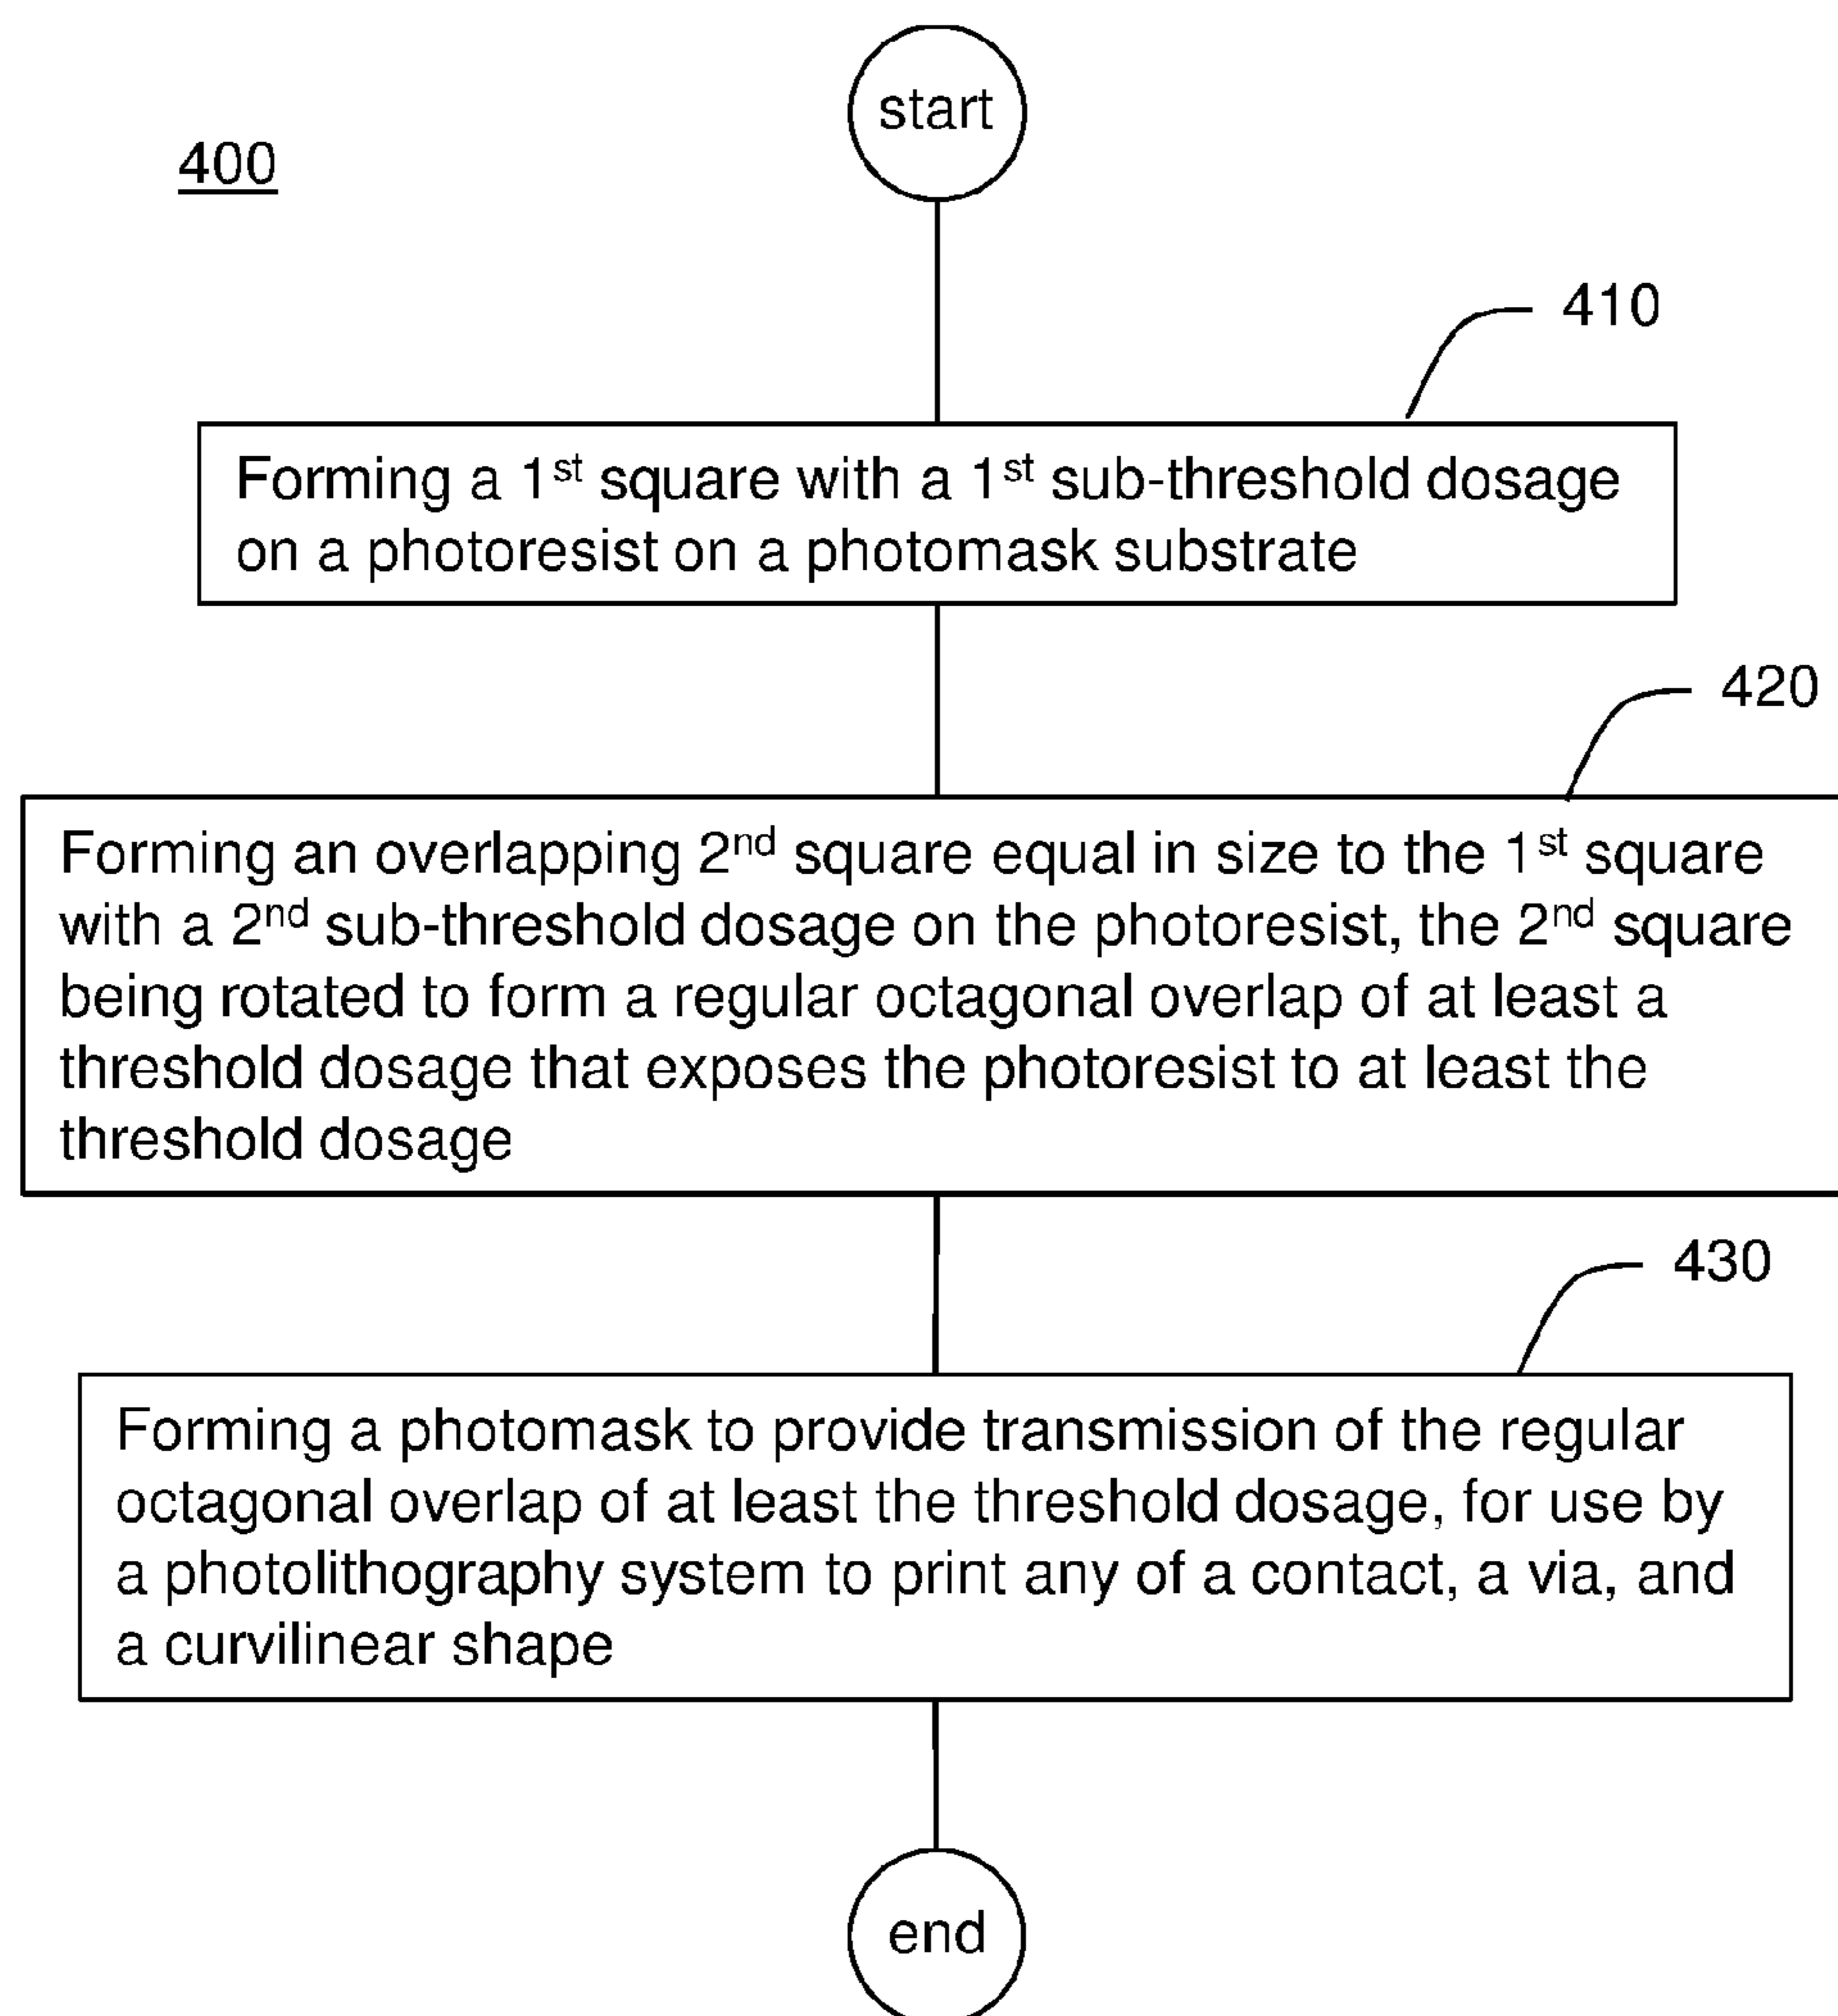 start
400
410
Forming a 1st square with a 1st sub-threshold dosage
on a photoresist on a photomask substrate
420
Forming an overlapping 2nd square equal in size to the 1st square
with a 2nd sub-threshold dosage on the photoresist, the 2nd square
being rotated to form a regular octagonal overlap of at least a
threshold dosage that exposes the photoresist to at least the
threshold dosage
430
Forming a photomask to provide transmission of the regular
octagonal overlap of at least the threshold dosage, for use by
a photolithography system to print any of a contact, a via, and
a curvilinear shape
end